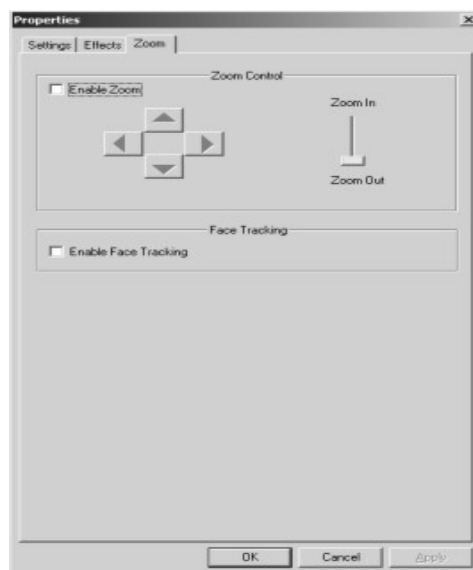 Properties
Settings Effects Zoom
Zoom Control
Enable Zoom
Zoom In
Zoom Out
Face Tracking
Enable Face Tracking
OK Cancel Apply